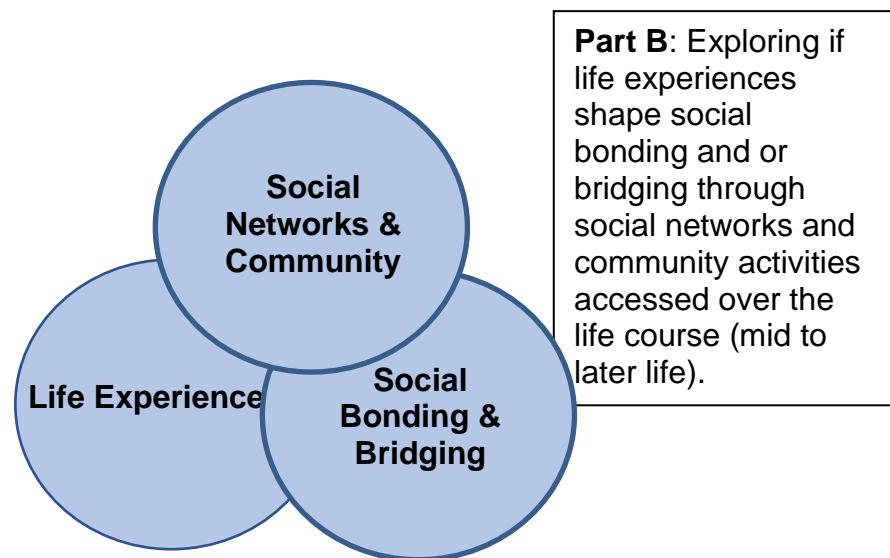 Social
Networks &
Community
Life Experience
Social
Bonding &
Bridging
Part B: Exploring if
life experiences
shape social
bonding and or
bridging through
social networks and
community activities
accessed over the
life course (mid to
later life).